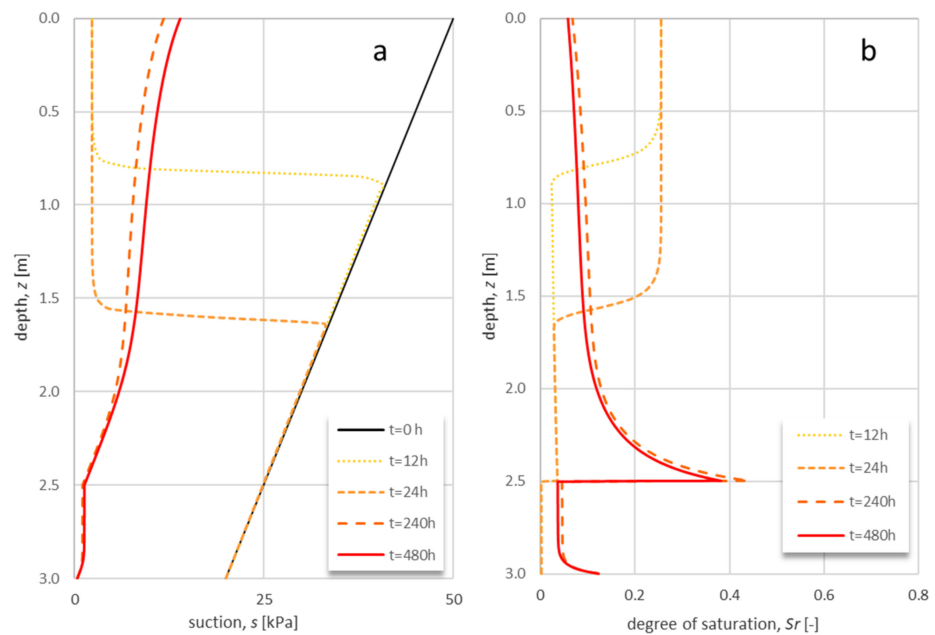 a
0.0
0.5
1.0
1.5
2.0
2.5
3.0
depth, z [m]
t=0 h
t=12h
t=24h
t=240h
t=480h
0 25 50
suction, s [kPa]
b
0.0
0.5
1.0
1.5
2.0
2.5
3.0
depth, z [m]
t=12h
t=24h
t=240h
t=480h
0 0.2 0.4 0.6 0.8
degree of saturation, Sr [-]